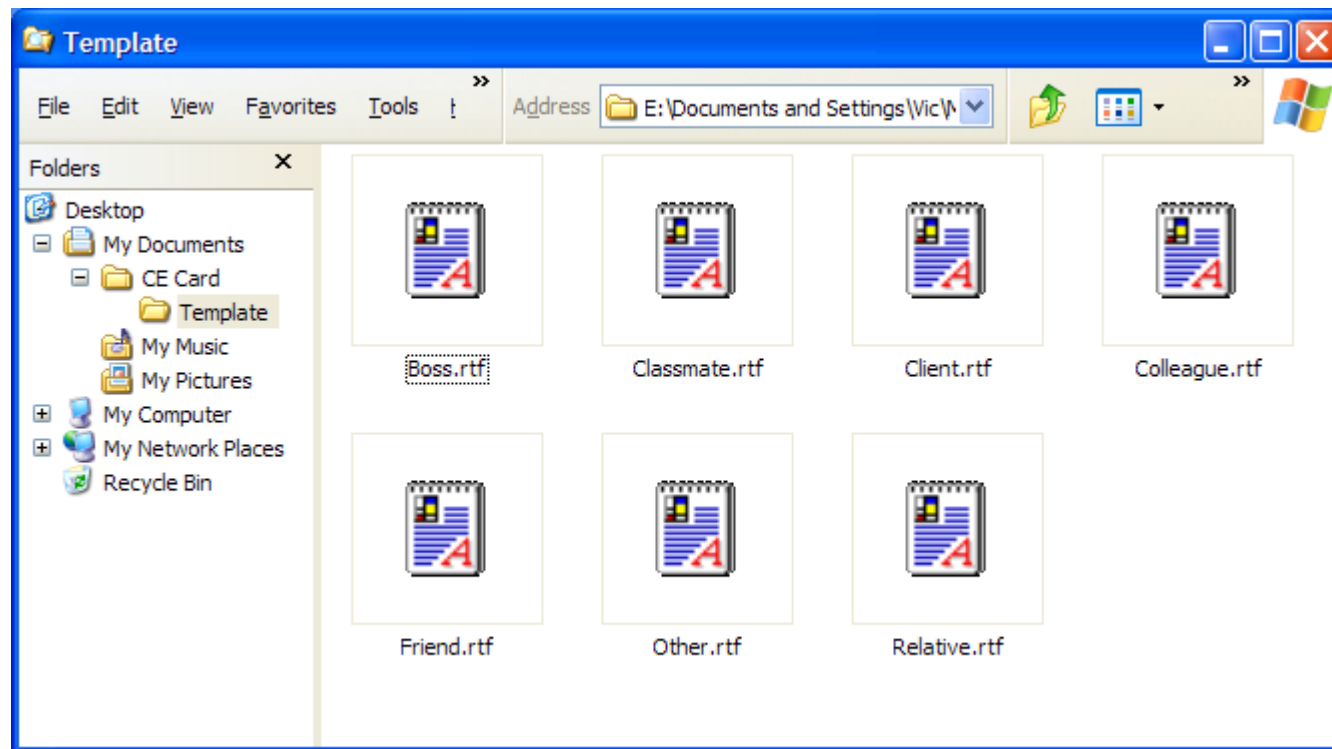 Template
File Edit View Favorites Tools » Address E:\Documents and Settings\Vic\ »
Folders
Desktop
My Documents
CE Card
Template
My Music
My Pictures
My Computer
My Network Places
Recycle Bin
Boss.rtf Classmate.rtf Client.rtf Colleague.rtf
Friend.rtf Other.rtf Relative.rtf